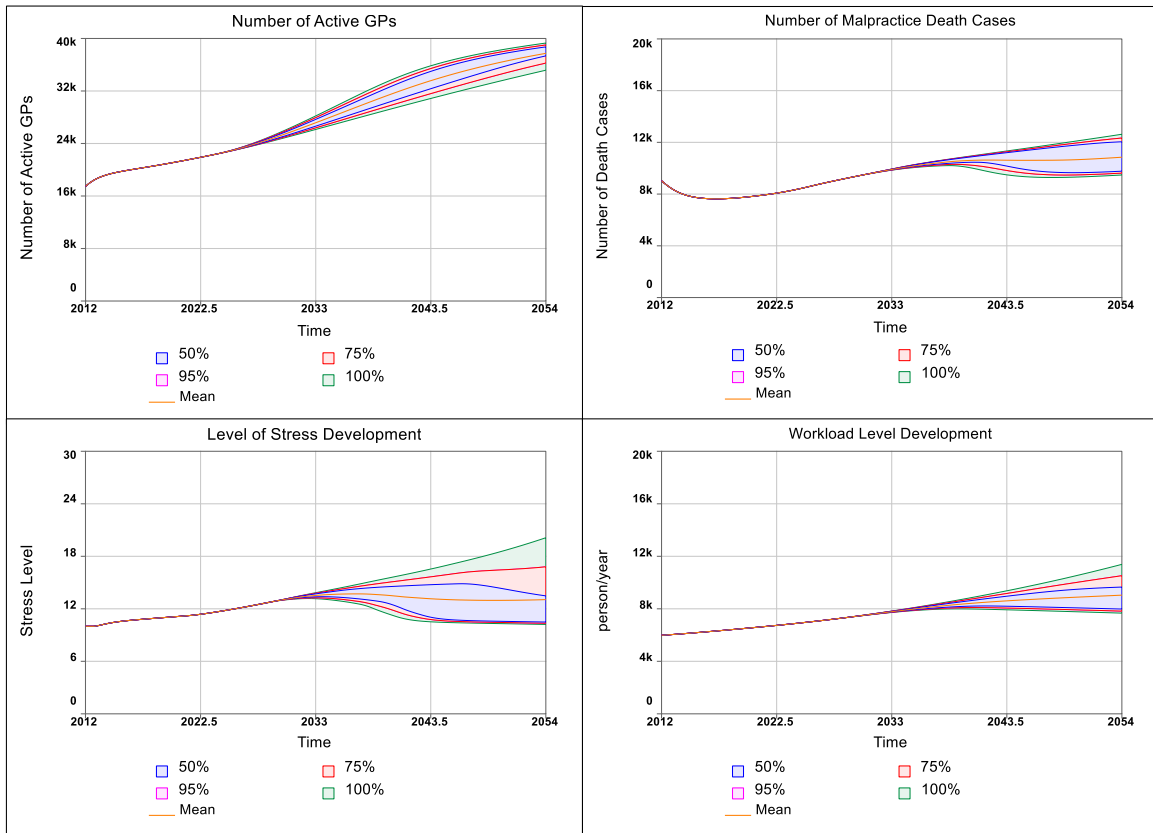 Number of Active GPs
Number of Active GPs
40k
32k
24k
16k
8k
0
2012 2022.5 2033 2043.5 2054
Time
50% 75%
95% 100%
Mean
Number of Malpractice Death Cases
Number of Death Cases
20k
16k
12k
8k
4k
0
2012 2022.5 2033 2043.5 2054
Time
50% 75%
95% 100%
Mean
Level of Stress Development
Stress Level
30
24
18
12
6
0
2012 2022.5 2033 2043.5 2054
Time
50% 75%
95% 100%
Mean
Workload Level Development
person/year
20k
16k
12k
8k
4k
0
2012 2022.5 2033 2043.5 2054
Time
50% 75%
95% 100%
Mean